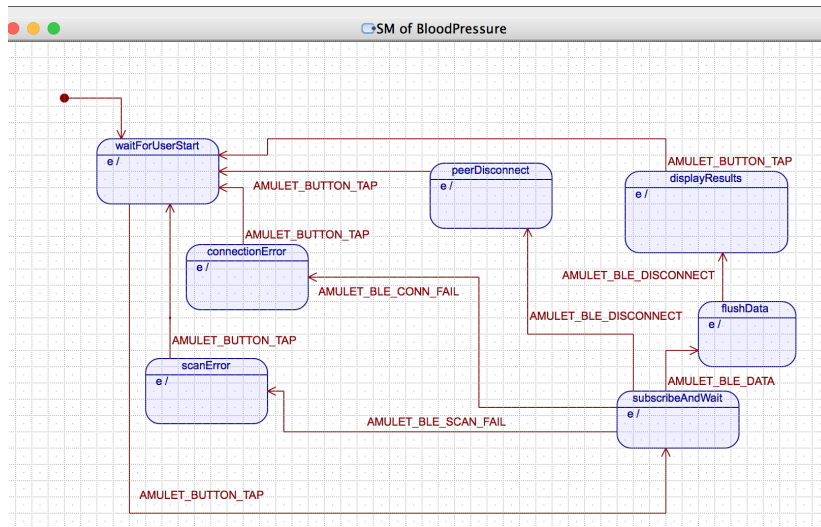 SM of BloodPressure
waitForUserStart
e /
AMULET_BUTTON_TAP
peerDisconnect
e /
AMULET_BUTTON_TAP
displayResults
e /
AMULET_BUTTON_TAP
connectionError
e /
AMULET_BLE_DISCONNECT
AMULET_BLE_CONN_FAIL
flushData
e /
AMULET_BLE_DISCONNECT
AMULET_BUTTON_TAP
scanError
e /
AMULET_BLE_DATA
subscribeAndWait
e /
AMULET_BLE_SCAN_FAIL
AMULET_BUTTON_TAP